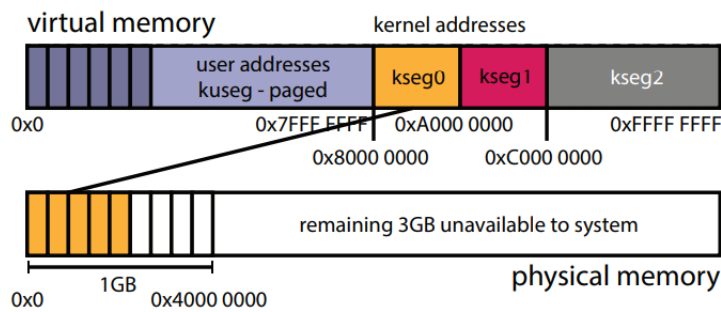 virtual memory
kernel addresses
user addresses
kuseg - paged
kseg0
kseg1
kseg2
0x0
0x7FFF FFFF
0xA000 0000
0xFFFF FFFF
0x8000 0000
0xC000 0000
remaining 3GB unavailable to system
1GB
physical memory
0x0
0x4000 0000